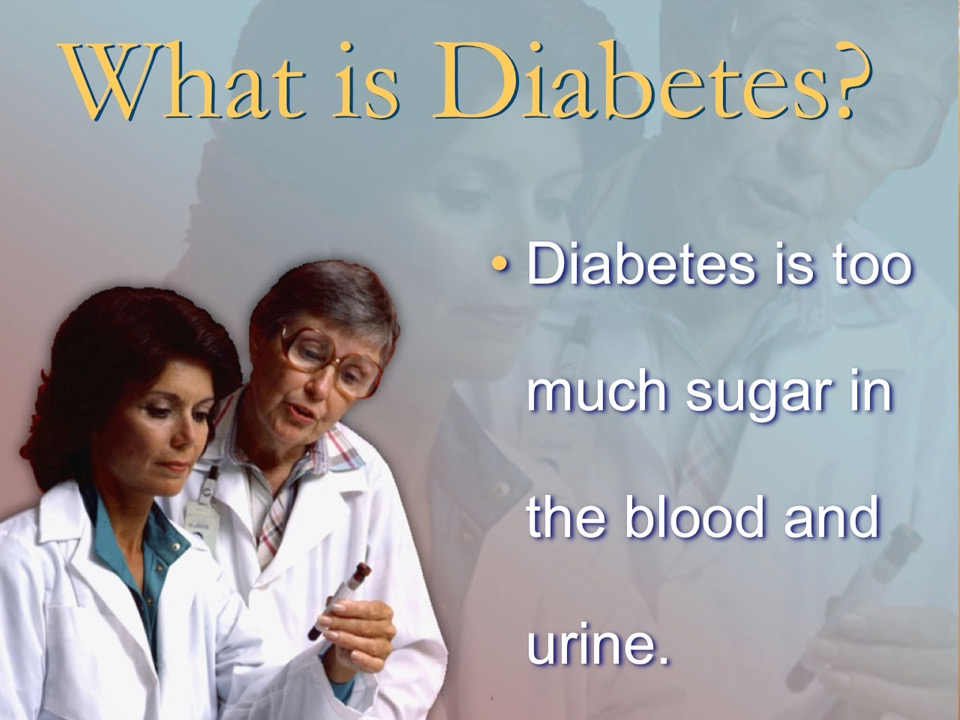 What is Diabetes?
• Diabetes is too
much sugar in
the blood and
urine.